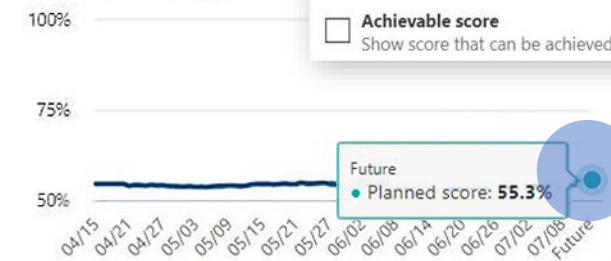 100%
Achievable score
Show score that can be achieved
75%
Future
• Planned score: 55.3%
50%
04/15 04/21 04/27 05/03 05/09 05/15 05/21 05/27 06/02 06/08 06/14 06/20 06/26 07/02 07/08 Future